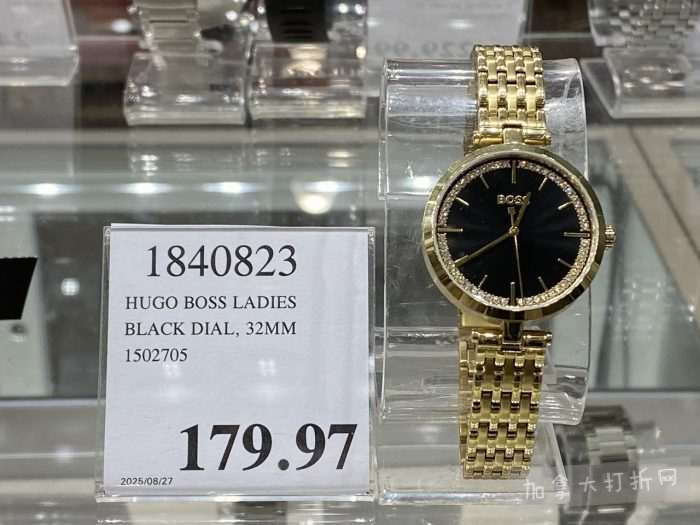 1840823
HUGO BOSS LADIES
BLACK DIAL, 32MM
1502705
179.97
2025/08/27
BOSS
加拿大打折网